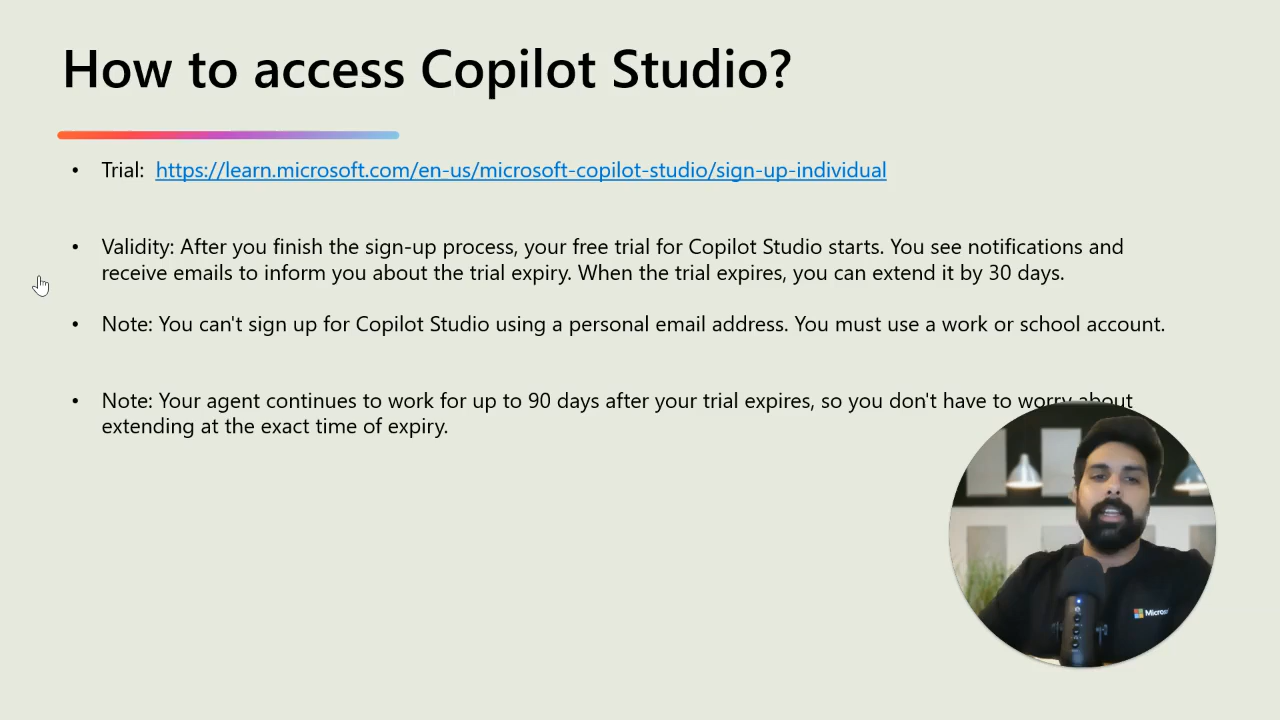 How to access Copilot Studio?
• Trial: https://learn.microsoft.com/en-us/microsoft-copilot-studio/sign-up-individual
• Validity: After you finish the sign-up process, your free trial for Copilot Studio starts. You see notifications and
receive emails to inform you about the trial expiry. When the trial expires, you can extend it by 30 days.
• Note: You can't sign up for Copilot Studio using a personal email address. You must use a work or school account.
• Note: Your agent continues to work for up to 90 days after your trial expires, so you don't have to worry about
extending at the exact time of expiry.
Micros